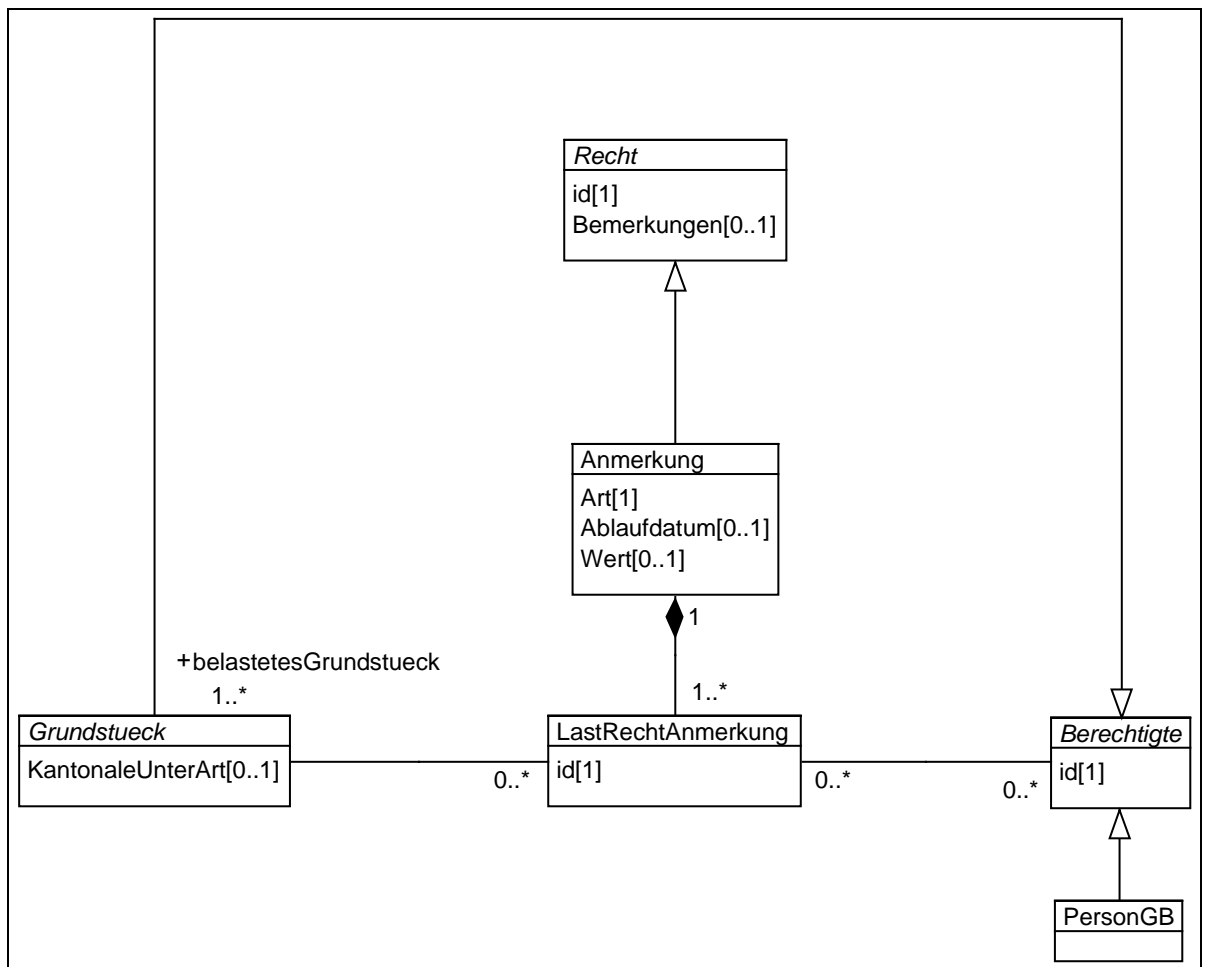 Recht
id[1]
Bemerkungen[0..1]
Anmerkung
Art[1]
Ablaufdatum[0..1]
Wert[0..1]
1
+belastetesGrundstueck
1..*
1..*
Grundstueck
KantonaleUnterArt[0..1]
0..*
LastRechtAnmerkung
id[1]
0..*
0..*
Berechtigte
id[1]
PersonGB